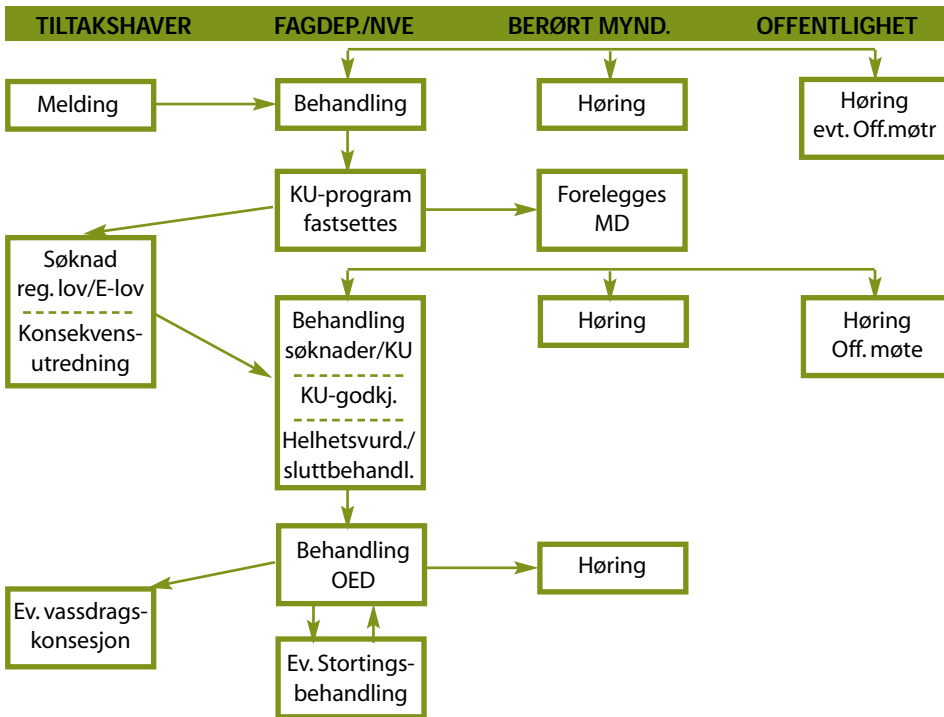 TILTAKSHAVER
FAGDEP./NVE
BERØRT MYND.
OFFENTLIGHET
Melding
Behandling
Høring
Høring
evt. Off.møtr
KU-program
fastsettes
Forelegges
MD
Søknad
reg. lov/E-lov
Konsekvens-
utredning
Behandling
søknader/KU
KU-godkj.
Helhetsvurd./
sluttbehandl.
Høring
Høring
Off. møte
Behandling
OED
Høring
Ev. vassdrags-
konsesjon
Ev. Stortings-
behandling